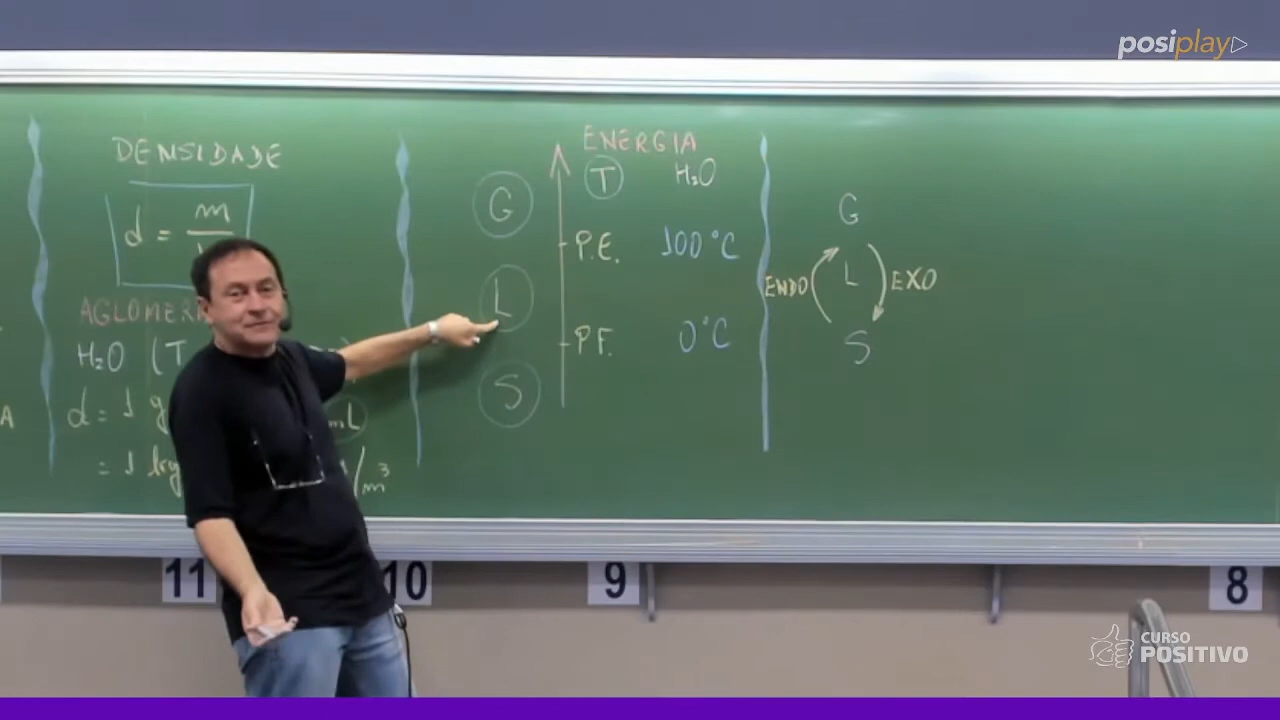 posiplay
DENSIDADE
d = m
AGLOMER
H₂O (T
d = 1 g
mL
= 1 kg
/m³
A
ENERGIA
T H₂O
G
P.E. 100°C
L
P.F. 0°C
S
G
ENDO L EXO
S
11 10 9 8
CURSO
POSITIVO